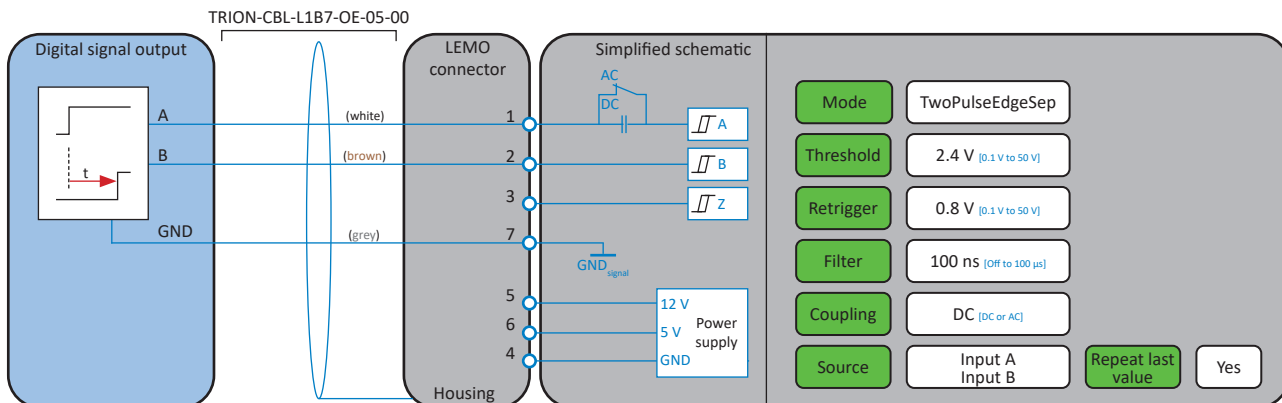 TRION-CBL-L1B7-OE-05-00
Digital signal output
LEMO
connector
Simplified schematic
A
(white)
1
AC
DC
A
B
(brown)
2
B
3
Z
t
GND
(grey)
7
GNDsignal
5
12 V
6
5 V
Power
supply
4
GND
Housing
Mode
TwoPulseEdgeSep
Threshold
2.4 V [0.1 V to 50 V]
Retrigger
0.8 V [0.1 V to 50 V]
Filter
100 ns [Off to 100 µs]
Coupling
DC [DC or AC]
Source
Input A
Input B
Repeat last
value
Yes